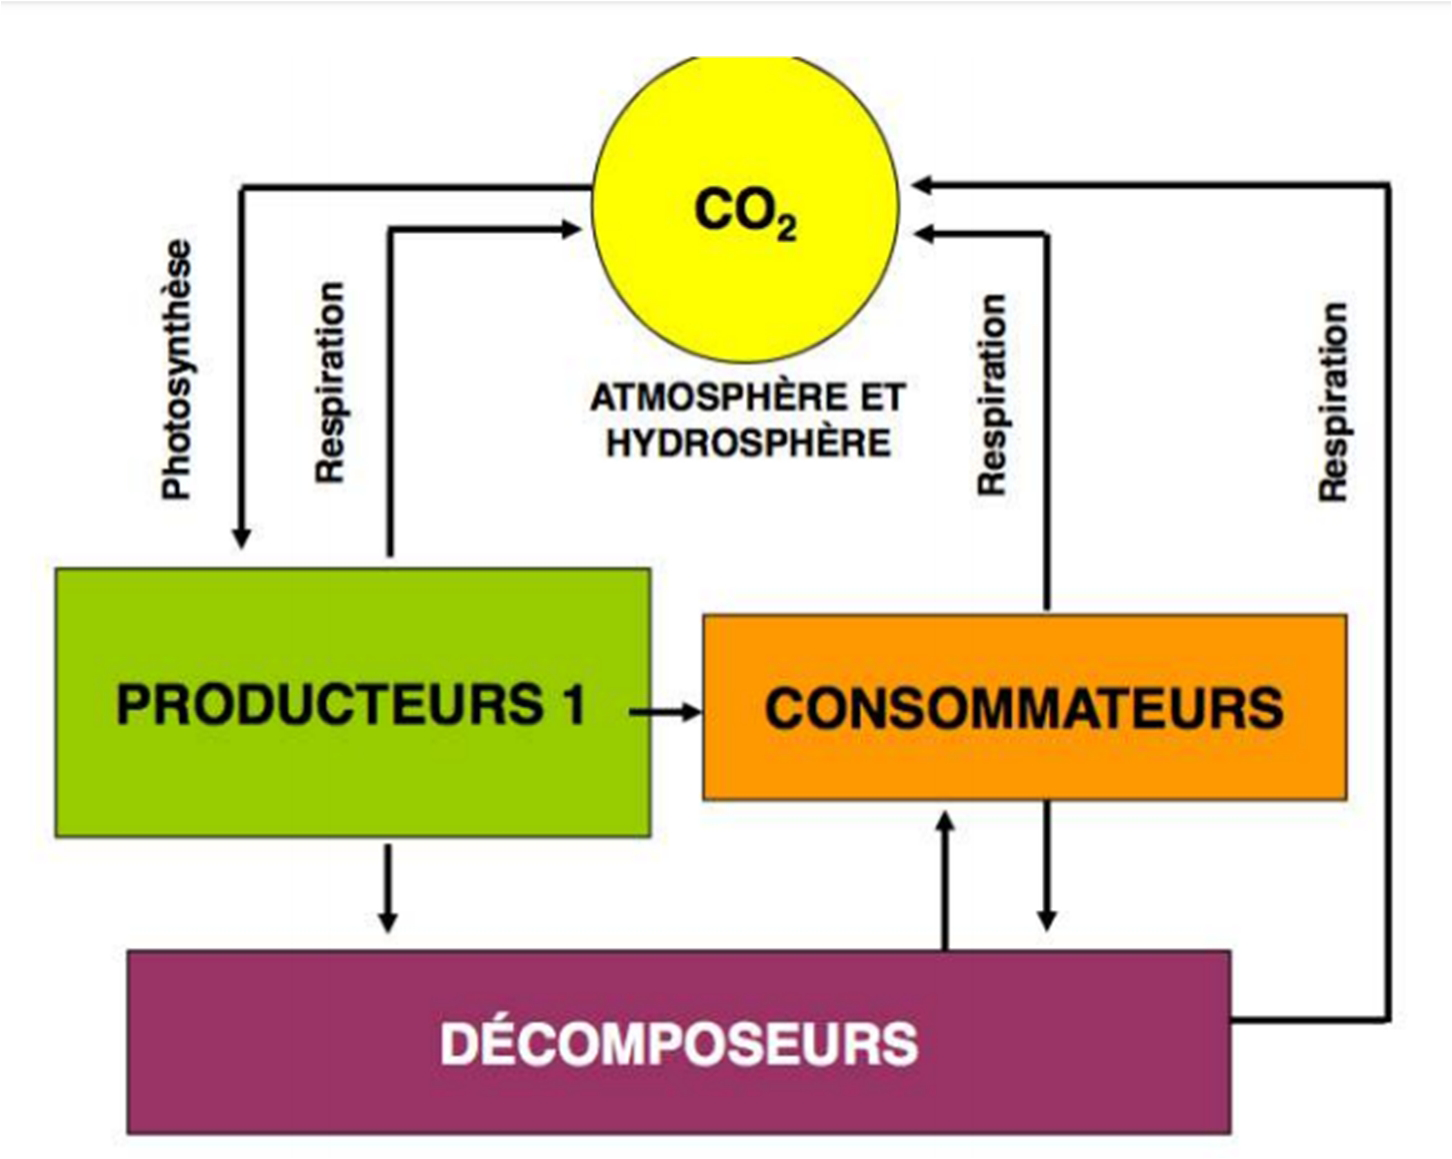 CO₂
ATMOSPHÈRE ET
HYDROSPHÈRE
Photosynthèse
Respiration
Respiration
Respiration
PRODUCTEURS 1
CONSOMMATEURS
DÉCOMPOSEURS